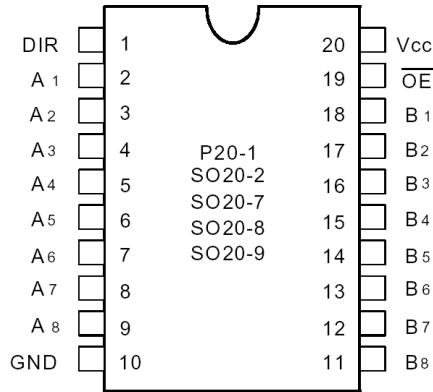 DIR 1 20 Vcc
A1 2 19 OE
A2 3 18 B1
A3 4 17 B2
A4 5 16 B3
A5 6 15 B4
A6 7 14 B5
A7 8 13 B6
A8 9 12 B7
GND 10 11 B8
P20-1
SO20-2
SO20-7
SO20-8
SO20-9